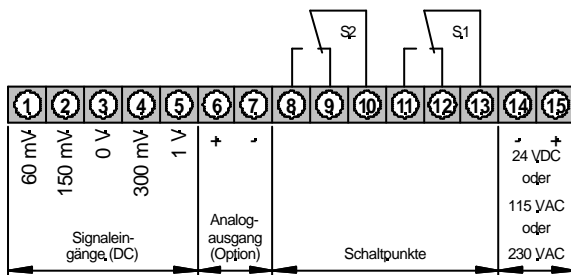 S2 S1
1 2 3 4 5 6 7 8 9 10 11 12 13 14 15
60 mV 150 mV 0 V 300 mV 1 V + - - +
24 VDC
oder
115 VAC
oder
230 VAC
Signalein-
gänge (DC)
Analog-
ausgang
(Option)
Schaltpunkte